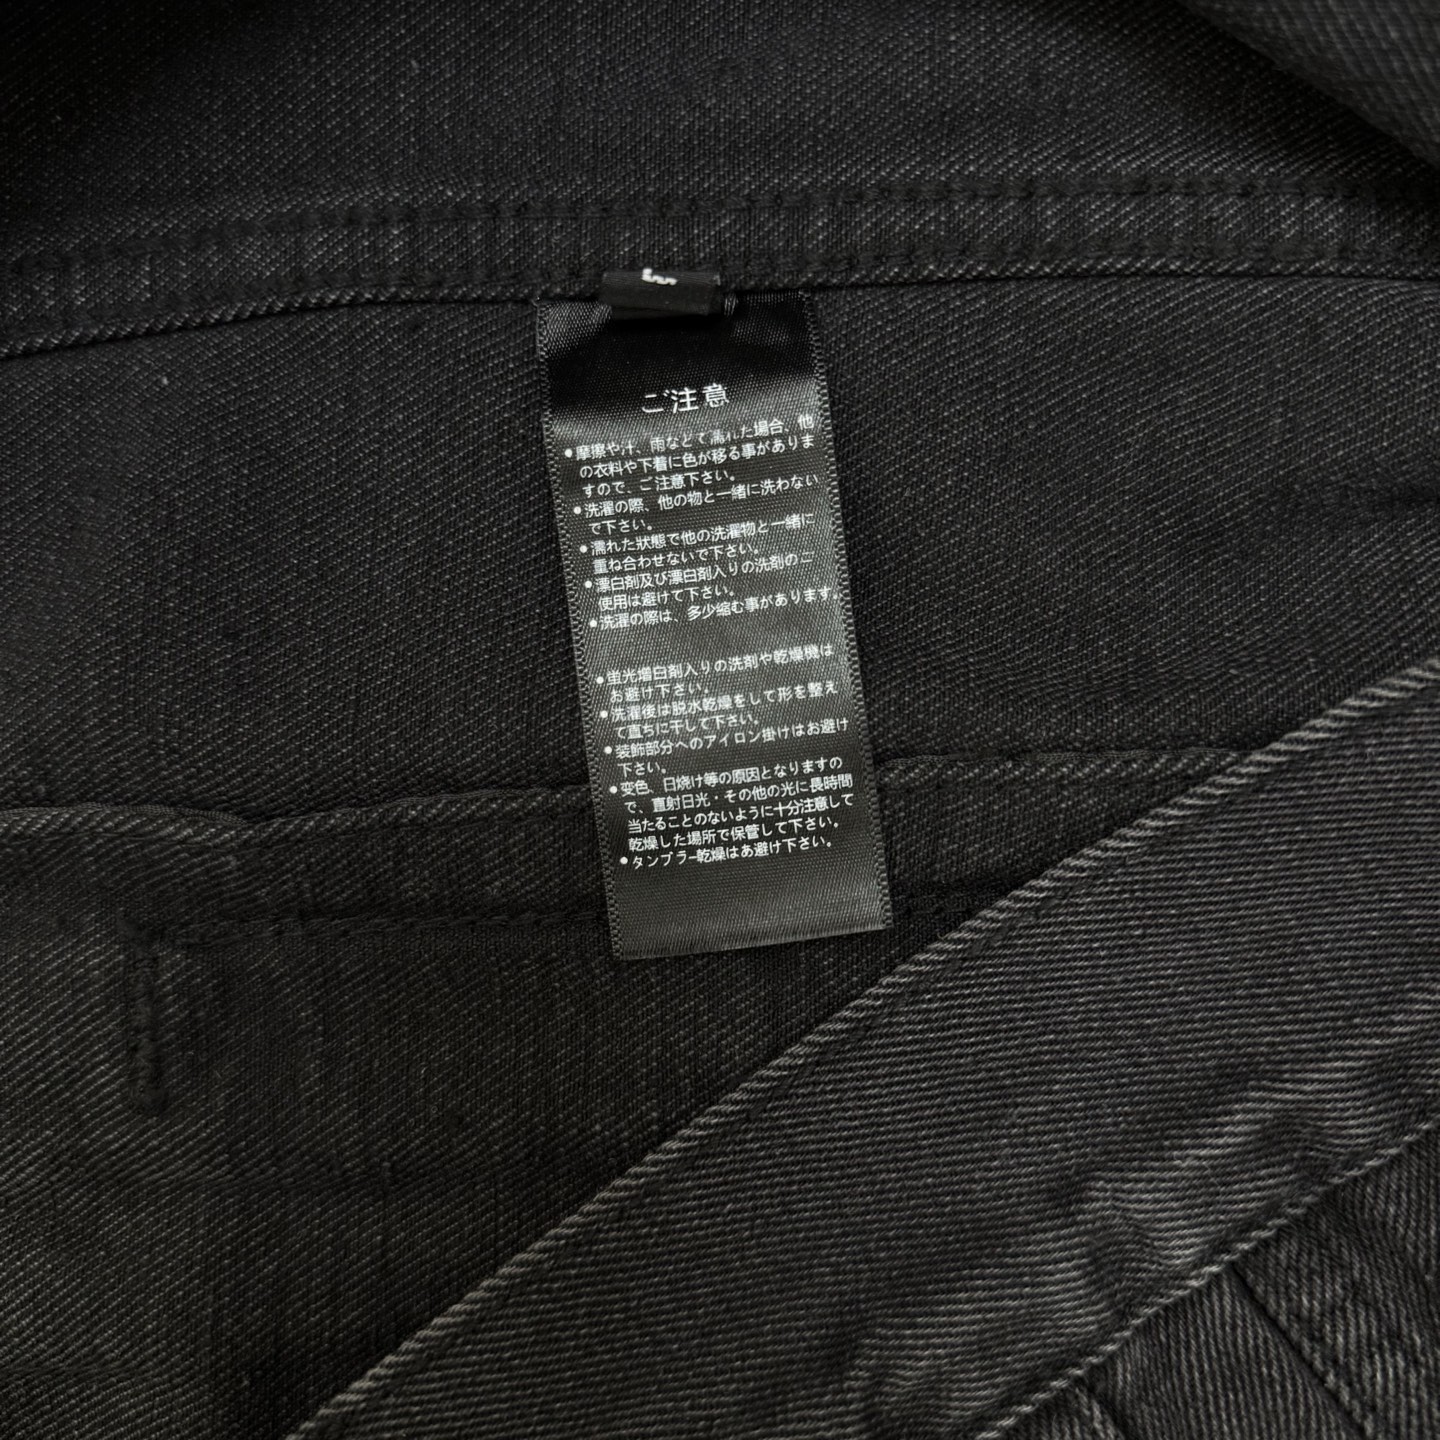 ご注意
●摩擦や汗、雨などで濡れた場合、他
の衣料や下着に色が移る事がありま
すので、ご注意下さい。
●洗濯の際、他の物と一緒に洗わない
で下さい。
●濡れた狀態で他の洗濯物と一緒に
重ね合わせないで下さい。
●漂白剤及び漂白剤入りの洗剤のご
使用は避けて下さい。
●洗濯の際は、多少縮む事があります。
●蛍光増白剤入りの洗剤や乾燥機は
お避け下さい。
●洗濯後は脱水乾燥をして形を整え
て直ちに干して下さい。
●装飾部分へのアイロン掛けはお避け
下さい。
●変色、日焼け等の原因となりますの
で、直射日光・その他の光に長時間
当たることのないように十分注意して
乾燥した場所で保管して下さい。
●タンブラー乾燥はあ避け下さい。